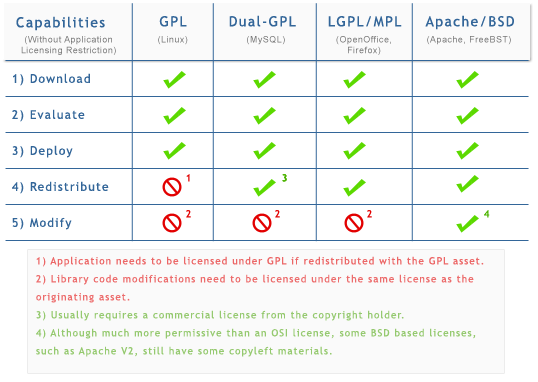 Capabilities GPL Dual-GPL LGPL/MPL Apache/BSD
(Without Application (Linux) (MySQL) (OpenOffice, (Apache, FreeBST)
Licensing Restriction) Firefox)
1) Download
2) Evaluate
3) Deploy
4) Redistribute 1 3
5) Modify 2 2 2 4
1) Application needs to be licensed under GPL if redistributed with the GPL asset.
2) Library code modifications need to be licensed under the same license as the
originating asset.
3) Usually requires a commercial license from the copyright holder.
4) Although much more permissive than an OSI license, some BSD based licenses,
such as Apache V2, still have some copyleft materials.